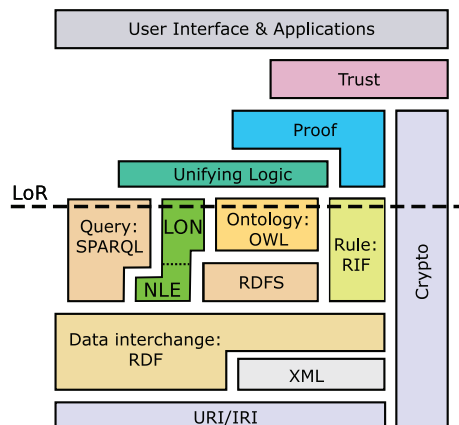 User Interface & Applications
Trust
Proof
Unifying Logic
LoR
Query:
SPARQL
LON
NLE
Ontology:
OWL
RDFS
Rule:
RIF
Crypto
Data interchange:
RDF
XML
URI/IRI